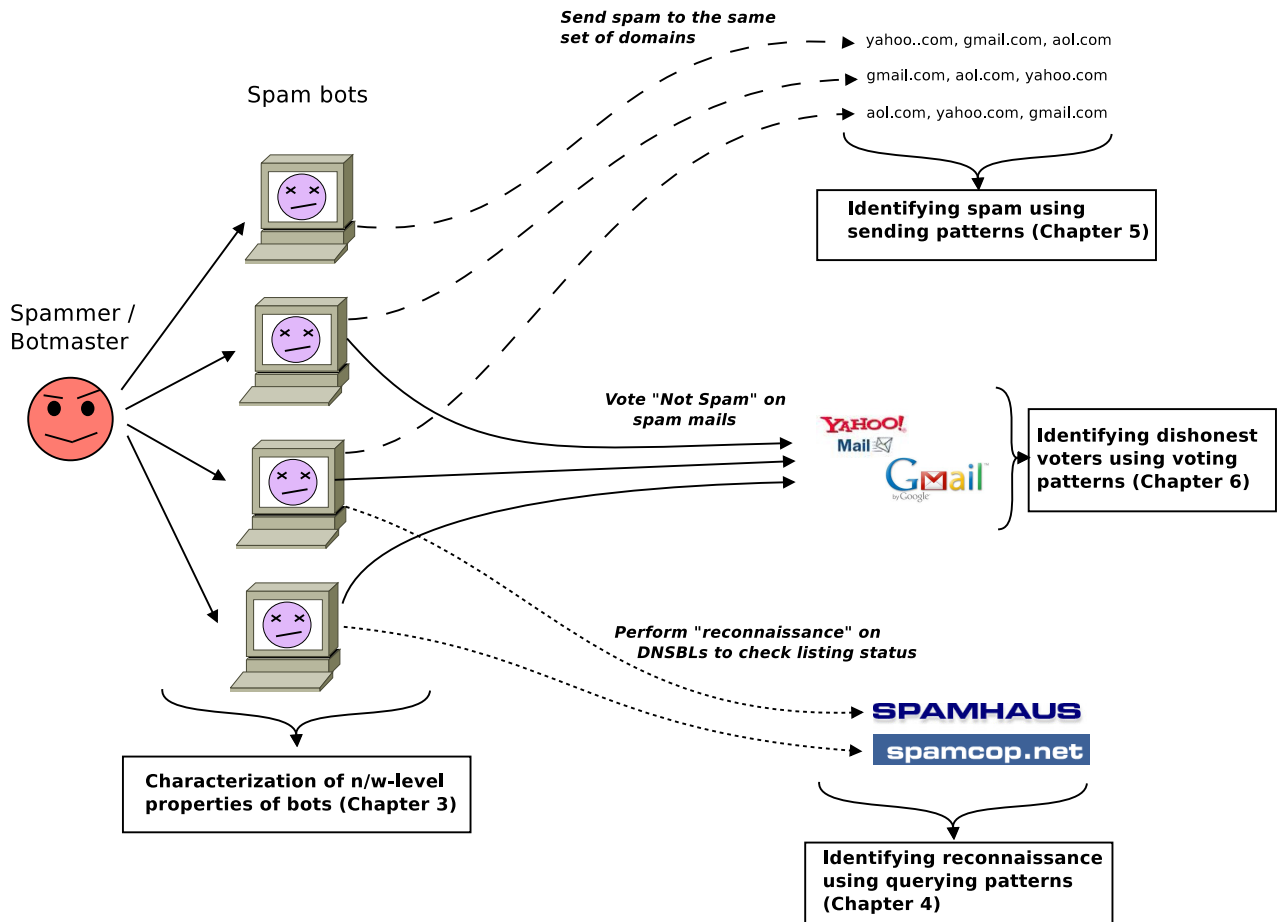 Send spam to the same
set of domains
yahoo..com, gmail.com, aol.com
gmail.com, aol.com, yahoo.com
aol.com, yahoo.com, gmail.com
Spam bots
Identifying spam using
sending patterns (Chapter 5)
Spammer /
Botmaster
Vote "Not Spam" on
spam mails
YAHOO!
Mail
Gmail™
by Google
Identifying dishonest
voters using voting
patterns (Chapter 6)
Perform "reconnaissance" on
DNSBLs to check listing status
SPAMHAUS
spamcop.net
Characterization of n/w-level
properties of bots (Chapter 3)
Identifying reconnaissance
using querying patterns
(Chapter 4)